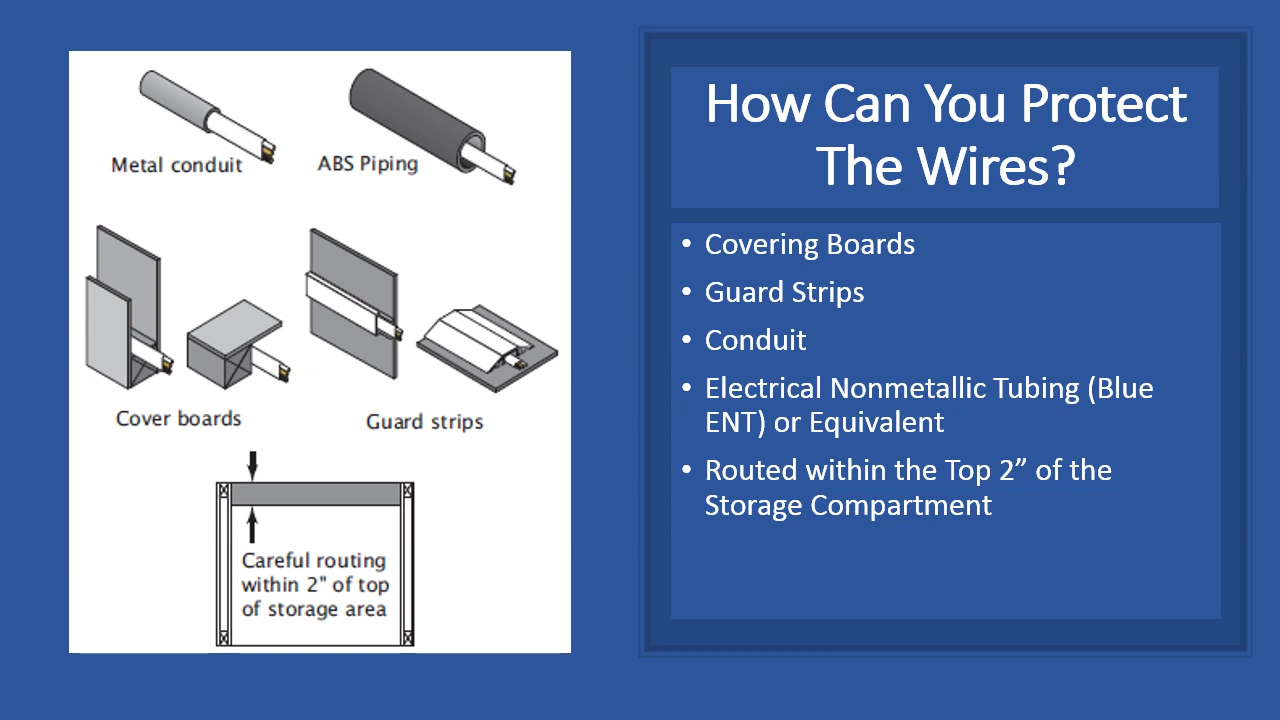 Metal conduit
ABS Piping
Cover boards
Guard strips
Careful routing
within 2" of top
of storage area
How Can You Protect
The Wires?
• Covering Boards
• Guard Strips
• Conduit
• Electrical Nonmetallic Tubing (Blue
ENT) or Equivalent
• Routed within the Top 2” of the
Storage Compartment